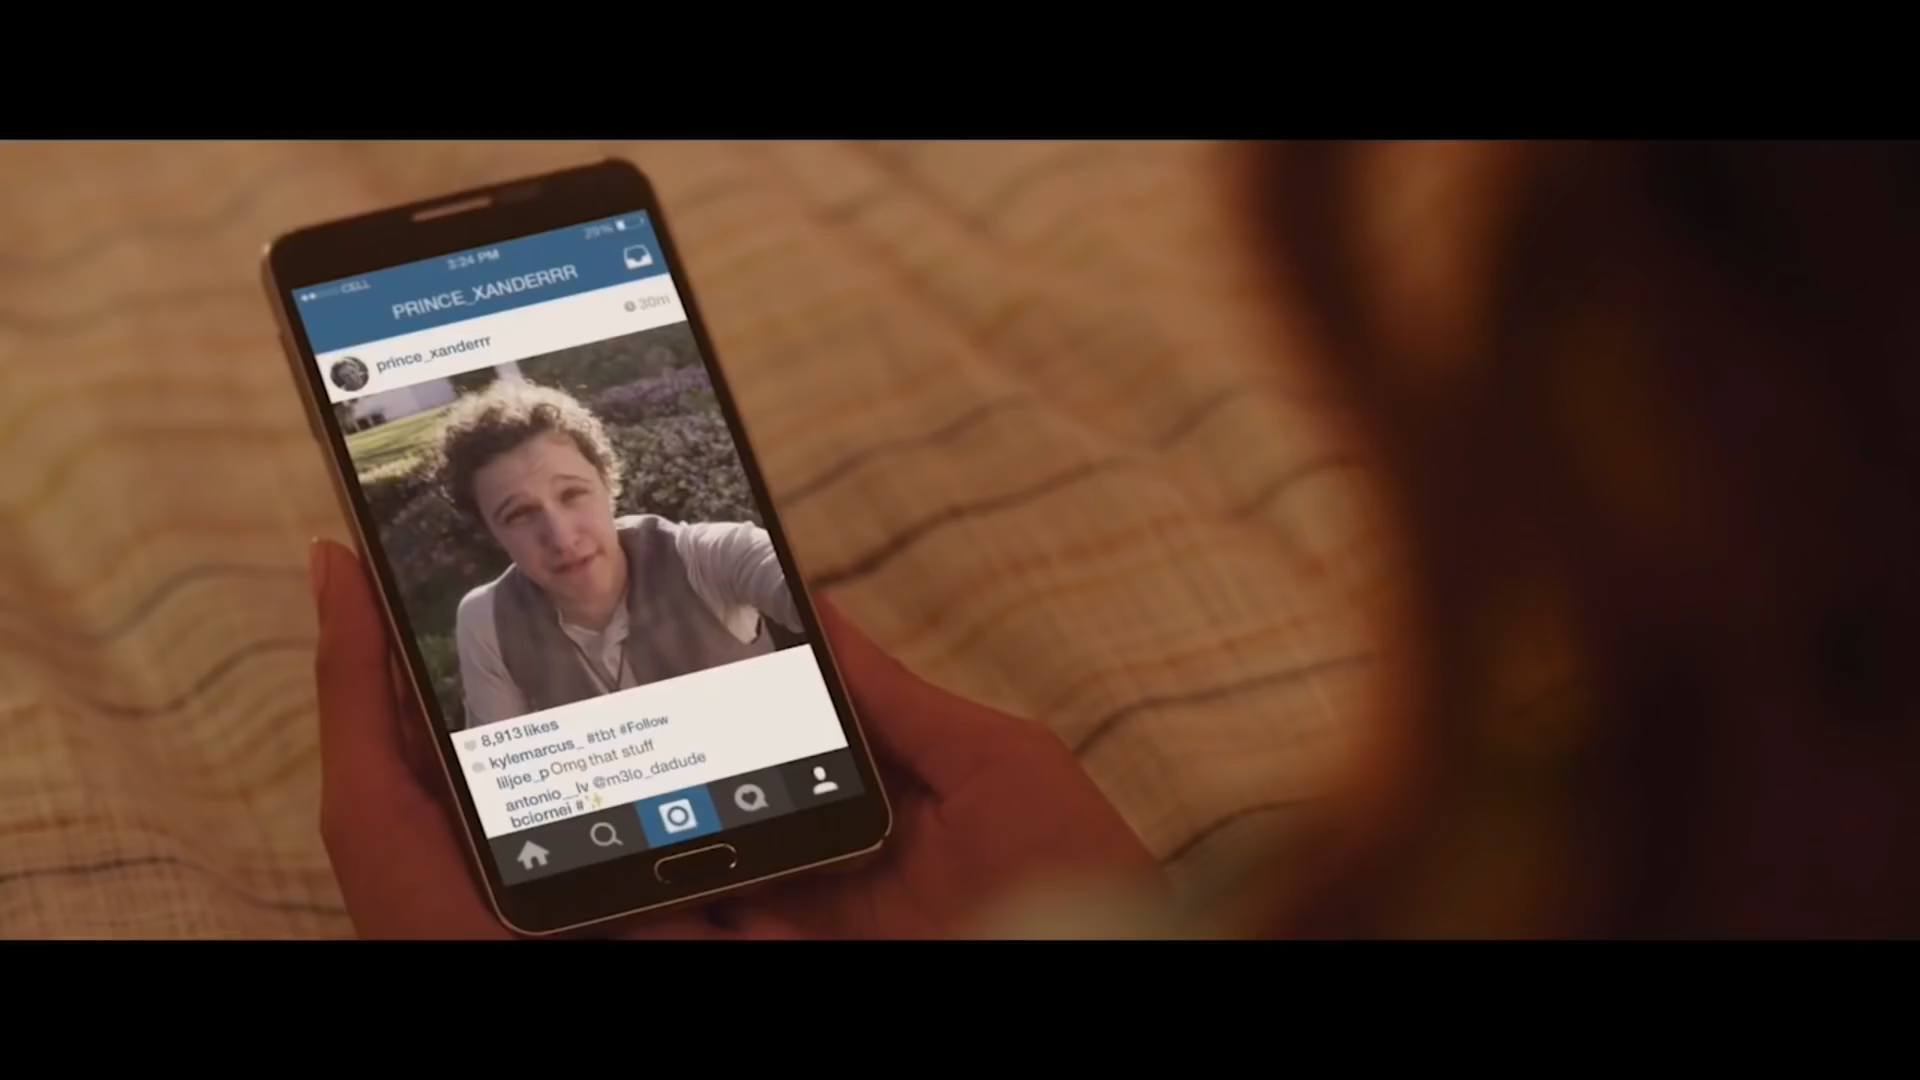 CELL 3:24 PM 29%
PRINCE_XANDERRR
prince_xanderrr 30m
8,913 likes
kylemarcus_ #tbt #Follow
liljoe_p Omg that stuff
antonio__lv @m3lo_dadude
bciornei #✨